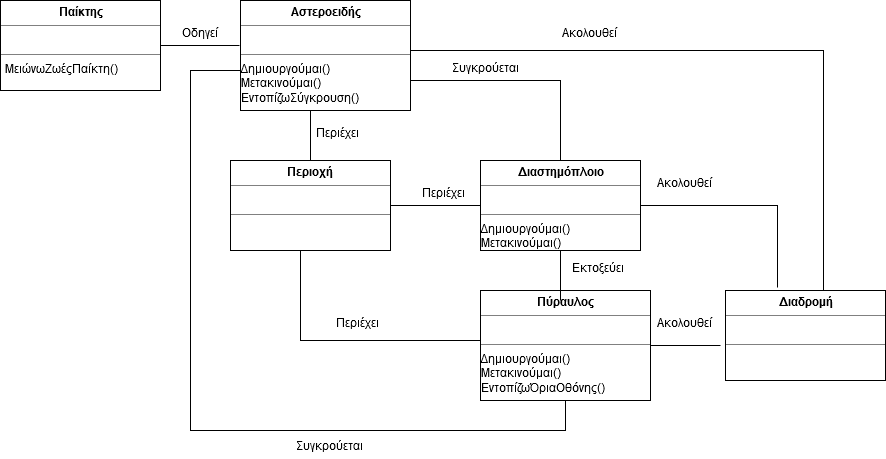 Παίκτης
ΜειώνωΖωέςΠαίκτη()
Οδηγεί
Αστεροειδής
Δημιουργούμαι()
Μετακινούμαι()
ΕντοπίζωΣύγκρουση()
Ακολουθεί
Συγκρούεται
Περιέχει
Περιοχή
Περιέχει
Διαστημόπλοιο
Δημιουργούμαι()
Μετακινούμαι()
Ακολουθεί
Εκτοξεύει
Περιέχει
Πύραυλος
Δημιουργούμαι()
Μετακινούμαι()
ΕντοπίζωΌριαΟθόνης()
Ακολουθεί
Διαδρομή
Συγκρούεται